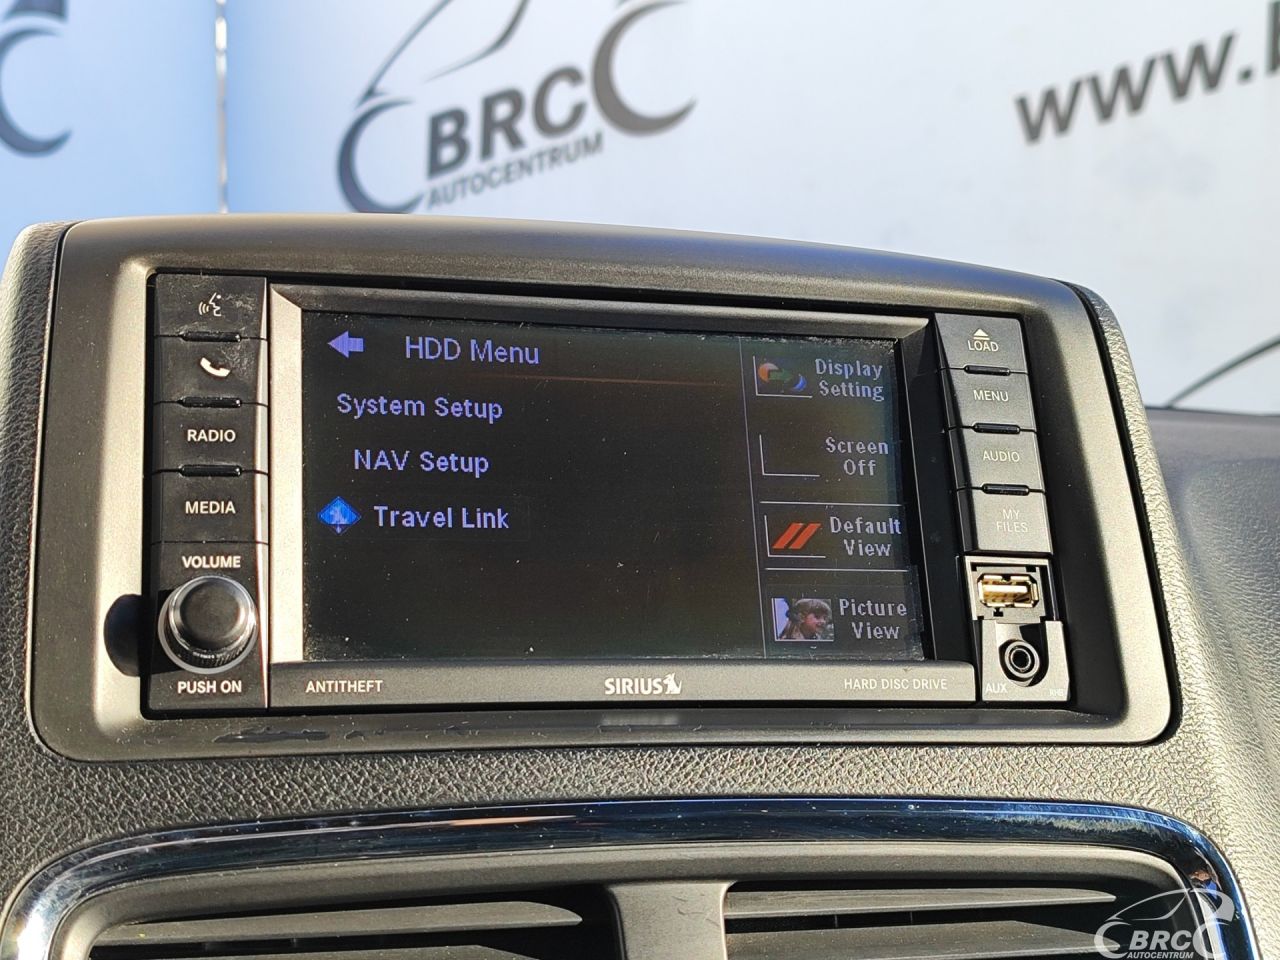 BRC
AUTOCENTRUM
www.
LOAD
MENU
AUDIO
MY
FILES
RADIO
MEDIA
VOLUME
PUSH ON
HDD Menu
System Setup
NAV Setup
Travel Link
Display
Setting
Screen
Off
Default
View
Picture
View
ANTITHEFT
SIRIUS
HARD DISC DRIVE
AUX
RHB
BRC
AUTOCENTRUM